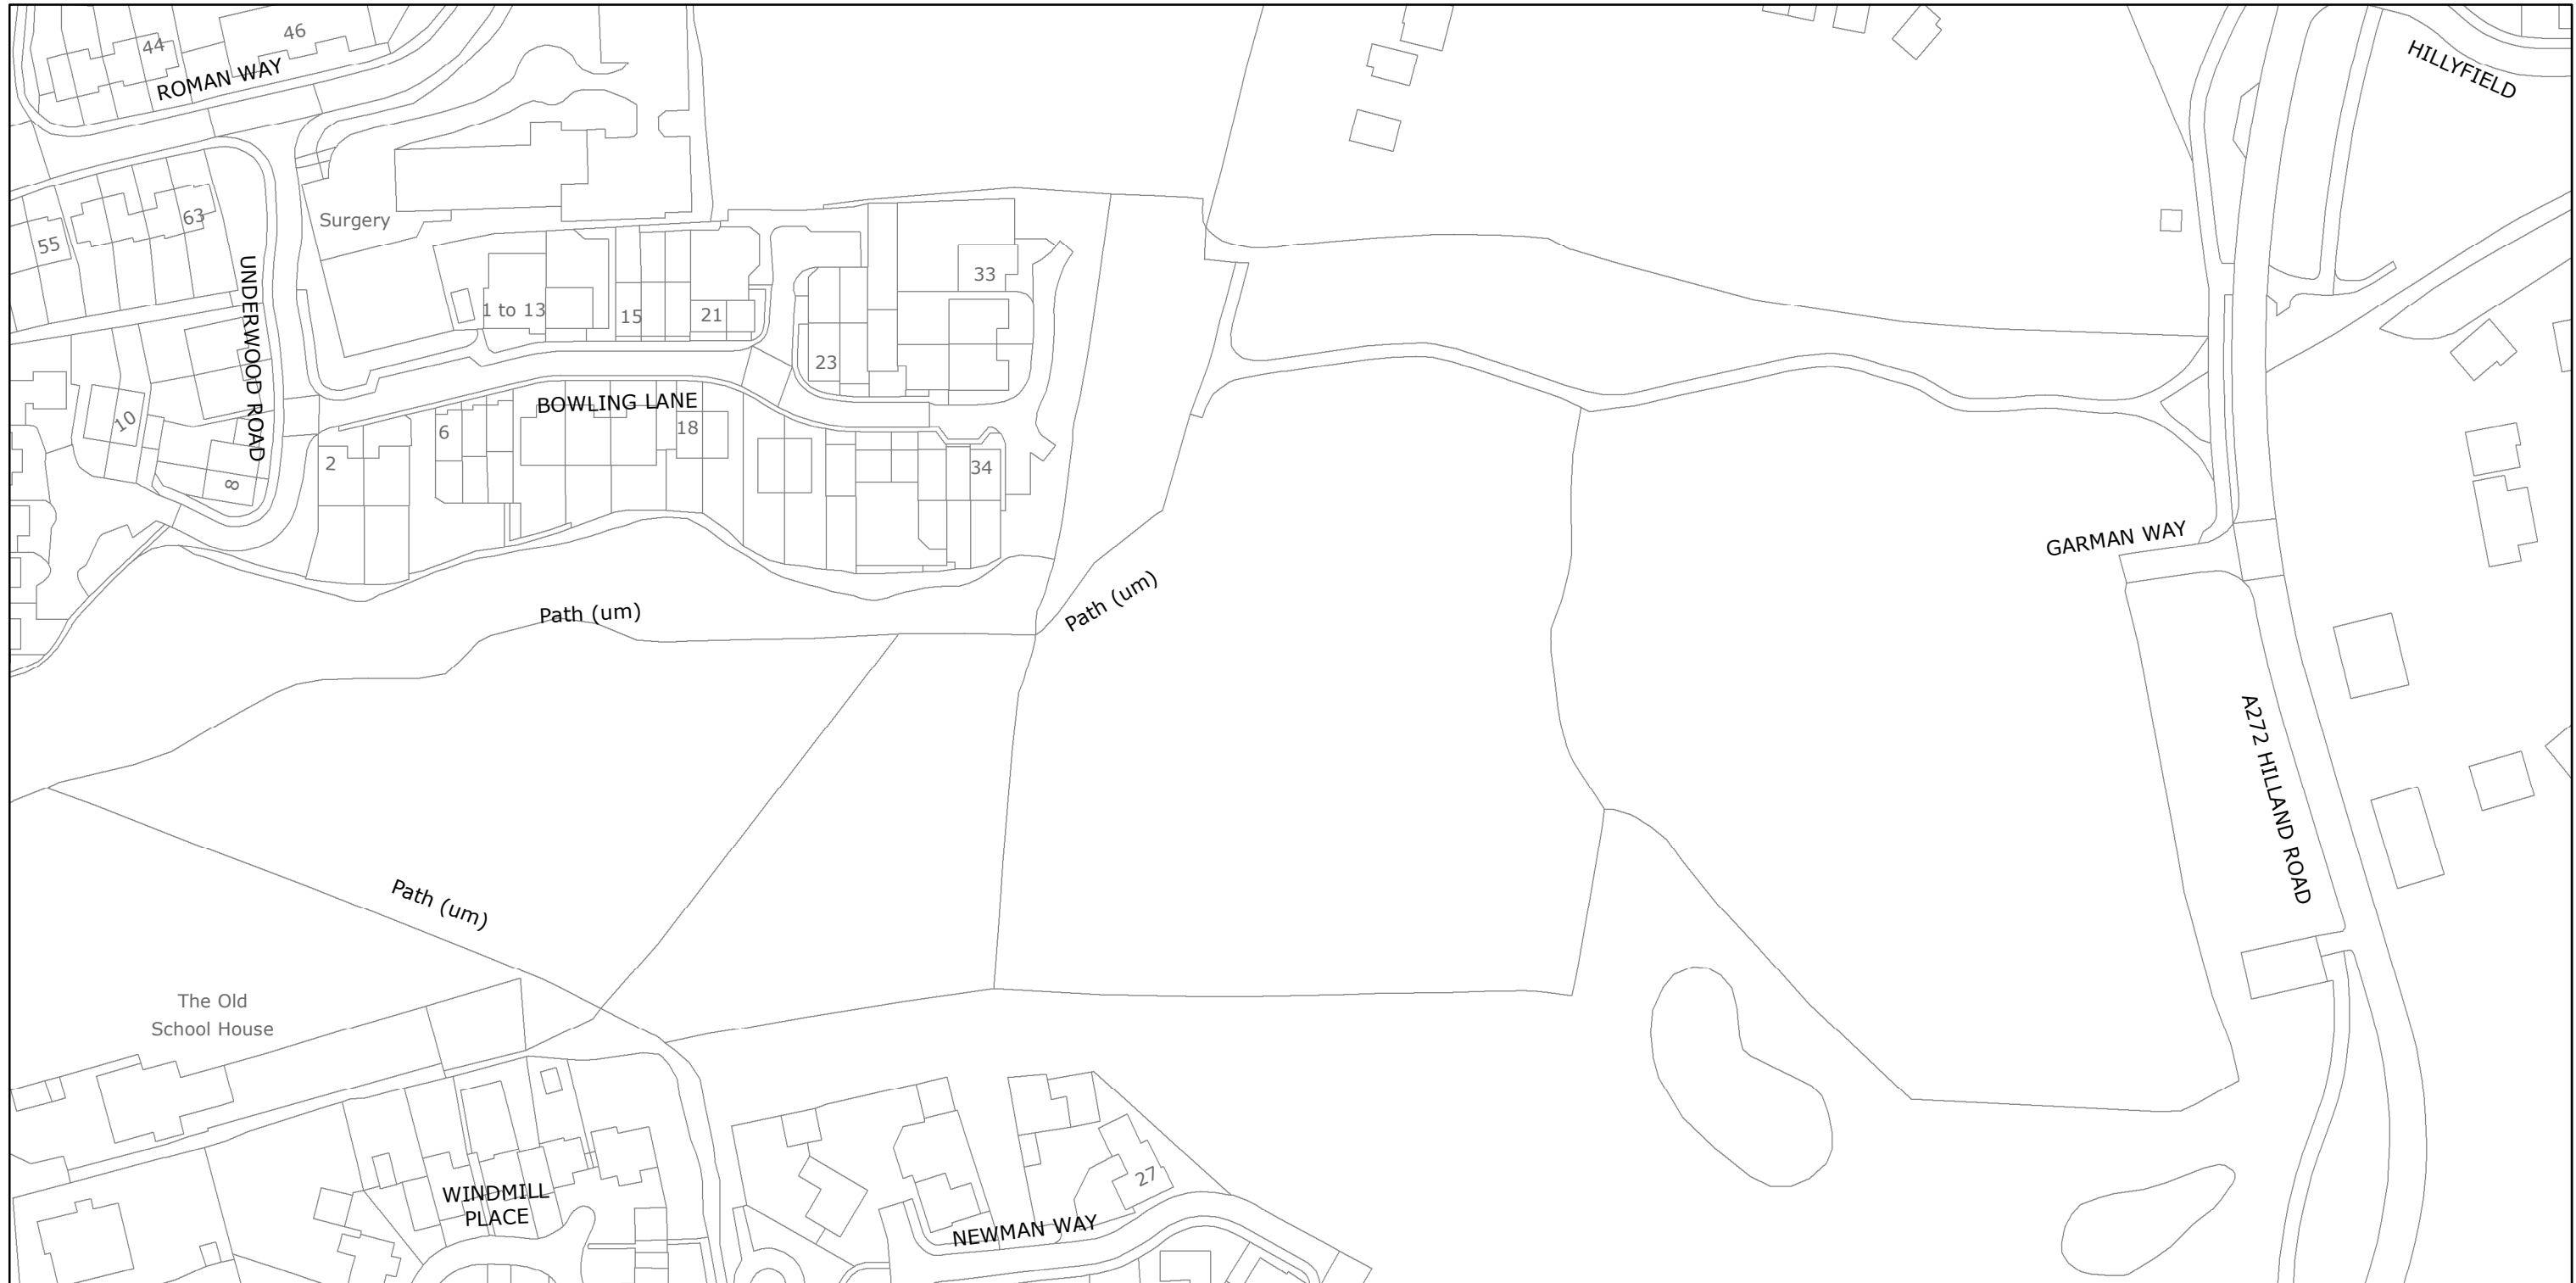 46
44
ROMAN WAY
HILLYFIELD
63
Surgery
55
UNDERWOOD ROAD
33
1 to 13
15
21
23
BOWLING LANE
10
6
18
2
34
8
GARMAN WAY
Path (um)
Path (um)
A272 HILLAND ROAD
Path (um)
The Old
School House
27
WINDMILL
PLACE
NEWMAN WAY